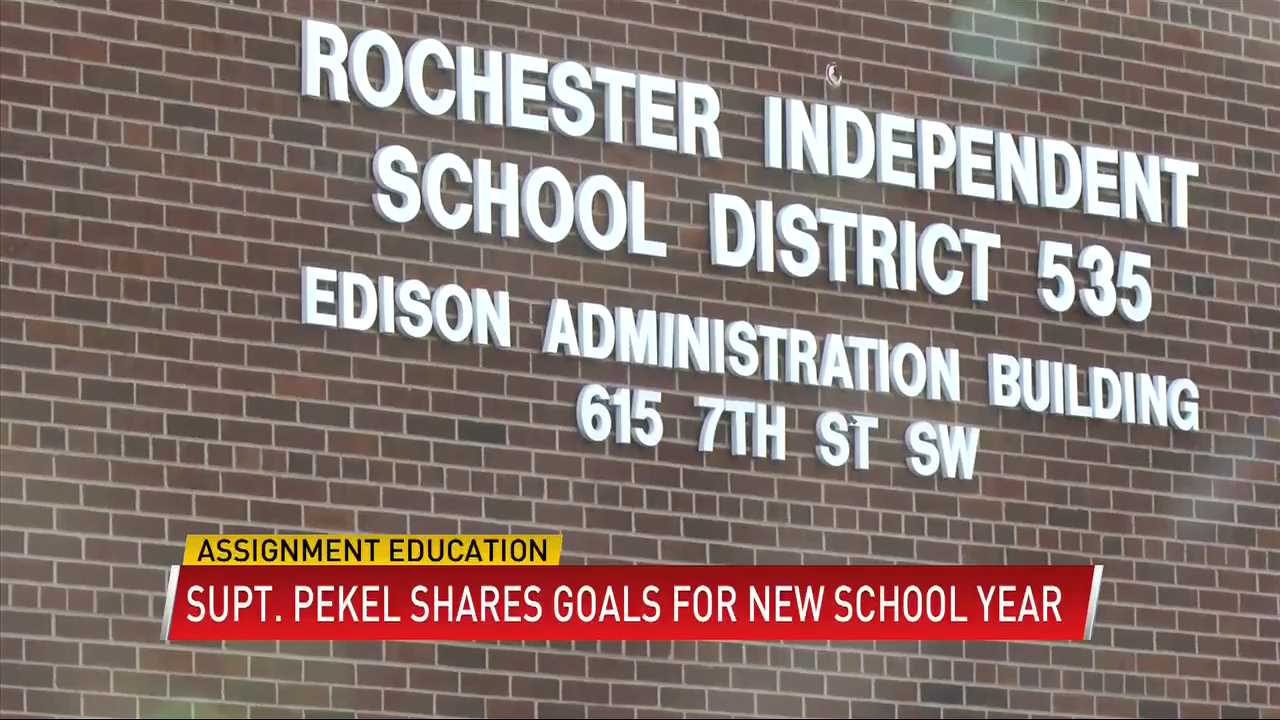 ROCHESTER INDEPENDENT
SCHOOL DISTRICT 535
EDISON ADMINISTRATION BUILDING
615 7TH ST SW
ASSIGNMENT EDUCATION
SUPT. PEKEL SHARES GOALS FOR NEW SCHOOL YEAR